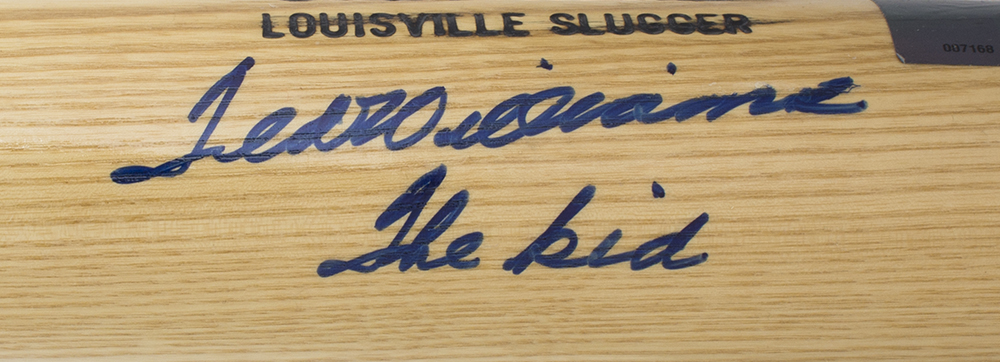 LOUISVILLE SLUGGER
007168
Ted Williams
The kid